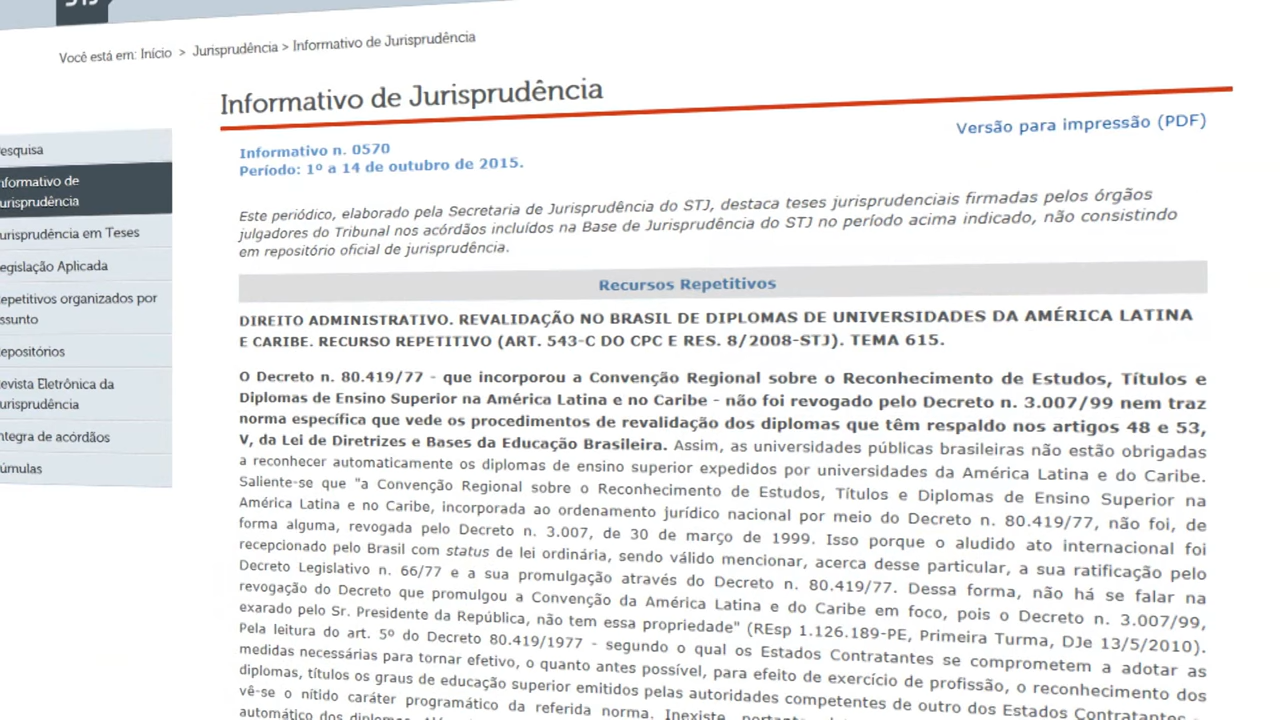 STJ
Você está em: Início > Jurisprudência > Informativo de Jurisprudência
Informativo de Jurisprudência
Versão para impressão (PDF)
esquisa
nformativo de
urisprudência
urisprudência em Teses
egislação Aplicada
epetitivos organizados por
ssunto
epositórios
evista Eletrônica da
urisprudência
ntegra de acórdãos
úmulas
Informativo n. 0570
Período: 1º a 14 de outubro de 2015.
Este periódico, elaborado pela Secretaria de Jurisprudência do STJ, destaca teses jurisprudenciais firmadas pelos órgãos
julgadores do Tribunal nos acórdãos incluídos na Base de Jurisprudência do STJ no período acima indicado, não consistindo
em repositório oficial de jurisprudência.
Recursos Repetitivos
DIREITO ADMINISTRATIVO. REVALIDAÇÃO NO BRASIL DE DIPLOMAS DE UNIVERSIDADES DA AMÉRICA LATINA
E CARIBE. RECURSO REPETITIVO (ART. 543-C DO CPC E RES. 8/2008-STJ). TEMA 615.
O Decreto n. 80.419/77 - que incorporou a Convenção Regional sobre o Reconhecimento de Estudos, Títulos e
Diplomas de Ensino Superior na América Latina e no Caribe - não foi revogado pelo Decreto n. 3.007/99 nem traz
norma específica que vede os procedimentos de revalidação dos diplomas que têm respaldo nos artigos 48 e 53,
V, da Lei de Diretrizes e Bases da Educação Brasileira. Assim, as universidades públicas brasileiras não estão obrigadas
a reconhecer automaticamente os diplomas de ensino superior expedidos por universidades da América Latina e do Caribe.
Saliente-se que "a Convenção Regional sobre o Reconhecimento de Estudos, Títulos e Diplomas de Ensino Superior na
América Latina e no Caribe, incorporada ao ordenamento jurídico nacional por meio do Decreto n. 80.419/77, não foi, de
forma alguma, revogada pelo Decreto n. 3.007, de 30 de março de 1999. Isso porque o aludido ato internacional foi
recepcionado pelo Brasil com status de lei ordinária, sendo válido mencionar, acerca desse particular, a sua ratificação pelo
Decreto Legislativo n. 66/77 e a sua promulgação através do Decreto n. 80.419/77. Dessa forma, não há se falar na
revogação do Decreto que promulgou a Convenção da América Latina e do Caribe em foco, pois o Decreto n. 3.007/99,
exarado pelo Sr. Presidente da República, não tem essa propriedade" (REsp 1.126.189-PE, Primeira Turma, DJe 13/5/2010).
Pela leitura do art. 5º do Decreto 80.419/1977 - segundo o qual os Estados Contratantes se comprometem a adotar as
medidas necessárias para tornar efetivo, o quanto antes possível, para efeito de exercício de profissão, o reconhecimento dos
diplomas, títulos os graus de educação superior emitidos pelas autoridades competentes de outro dos Estados Contratantes -
vê-se o nítido caráter programático da referida norma. Inexiste, portanto,
automático dos diplomas.